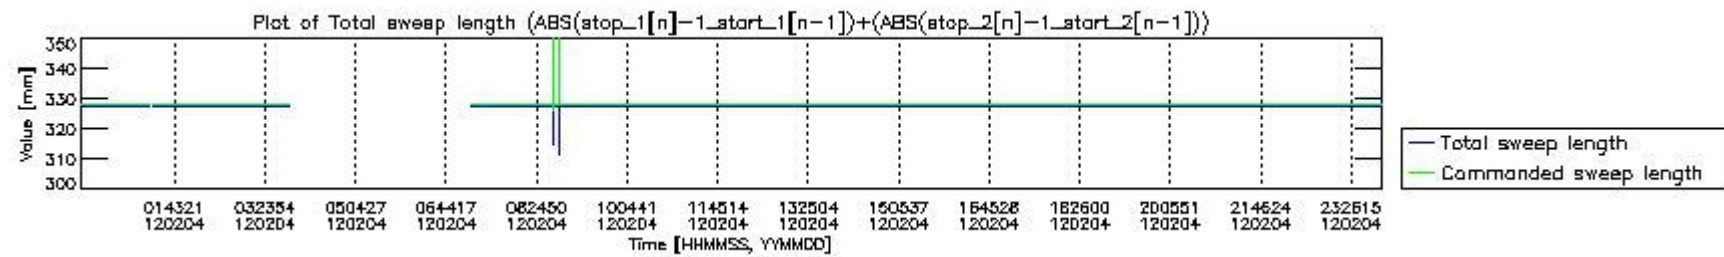 Plot of Total sweep length (ABS(stop_1[n]-1_start_1[n-1])+(ABS(stop_2[n]-1_start_2[n-1]))
350
340
330
320
310
300
Value [mm]
014321 032354 050427 064417 082450 100441 114514 132504 150537 164528 182600 200551 214624 232615
120204 120204 120204 120204 120204 120204 120204 120204 120204 120204 120204 120204 120204 120204
Time [HHMMSS, YYMMDD]
Total sweep length
Commanded sweep length